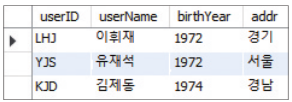 userID userName birthYear addr
LHJ 이휘재 1972 경기
YJS 유재석 1972 서울
KJD 김제동 1974 경남